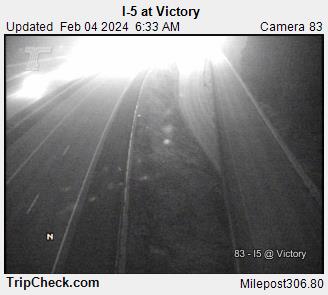 I-5 at Victory
Updated Feb 04 2024 6:33 AM Camera 83
T
N
83 - I5 @ Victory
TripCheck.com Milepost306.80